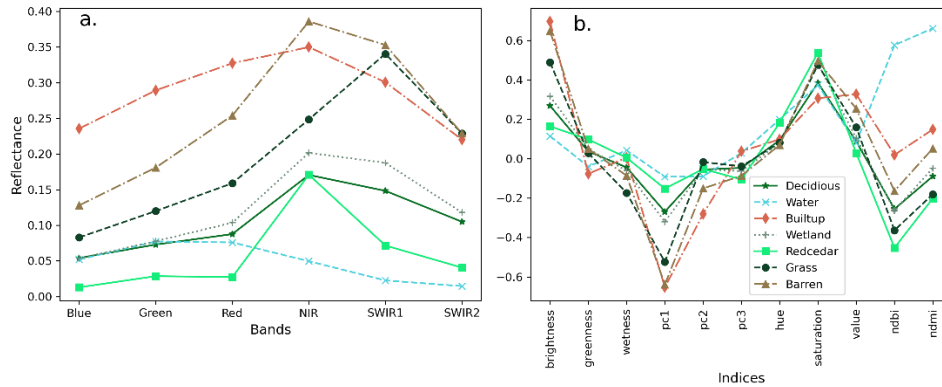 a.
0.40
0.35
0.30
0.25
0.20
0.15
0.10
0.05
0.00
Reflectance
Blue Green Red NIR SWIR1 SWIR2
Bands
b.
0.6
0.4
0.2
0.0
−0.2
−0.4
−0.6
Decidious
Water
Builtup
Wetland
Redcedar
Grass
Barren
brightness
greenness
wetness
pc1
pc2
pc3
hue
saturation
value
ndbi
ndmi
Indices